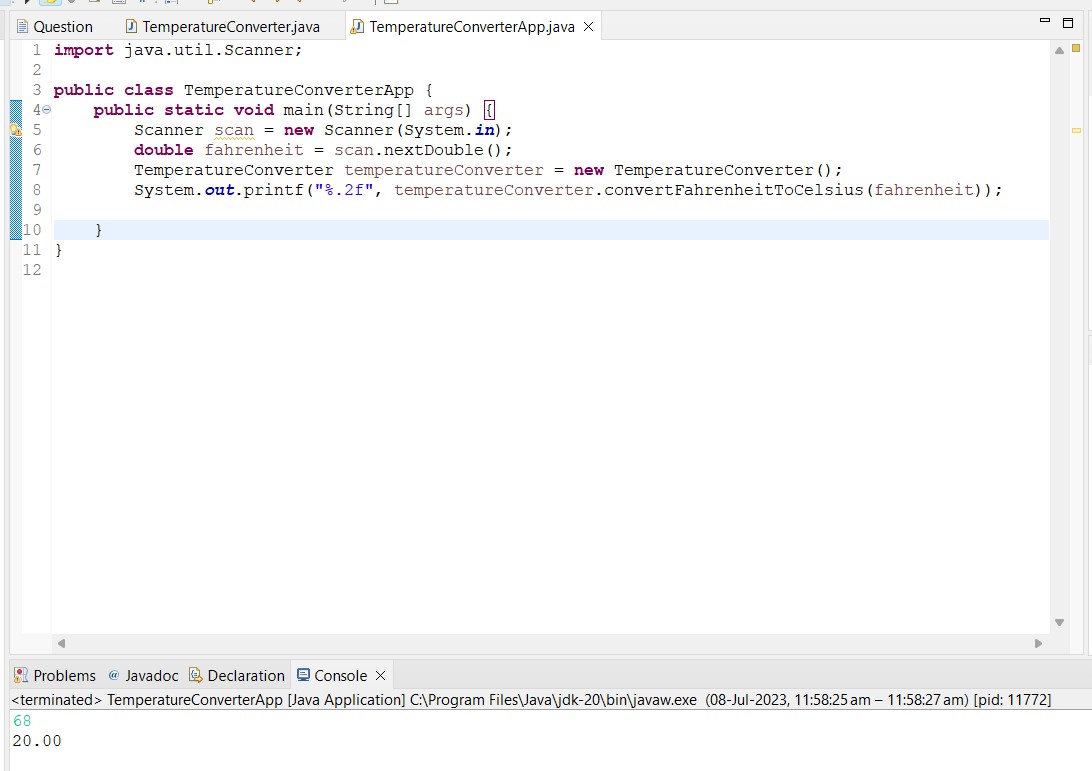 Question TemperatureConverter.java TemperatureConverterApp.java
1 import java.util.Scanner;
2
3 public class TemperatureConverterApp {
4 public static void main(String[] args) {
5 Scanner scan = new Scanner(System.in);
6 double fahrenheit = scan.nextDouble();
7 TemperatureConverter temperatureConverter = new TemperatureConverter();
8 System.out.printf("%.2f", temperatureConverter.convertFahrenheitToCelsius(fahrenheit));
9
10 }
11 }
12
Problems @ Javadoc Declaration Console
<terminated> TemperatureConverterApp [Java Application] C:\Program Files\Java\jdk-20\bin\javaw.exe (08-Jul-2023, 11:58:25 am – 11:58:27 am) [pid: 11772]
68
20.00